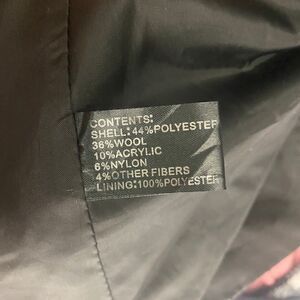 CONTENTS:
SHELL:44%POLYESTER
36%WOOL
10%ACRYLIC
6%NYLON
4%OTHER FIBERS
LINING:100%POLYESTER